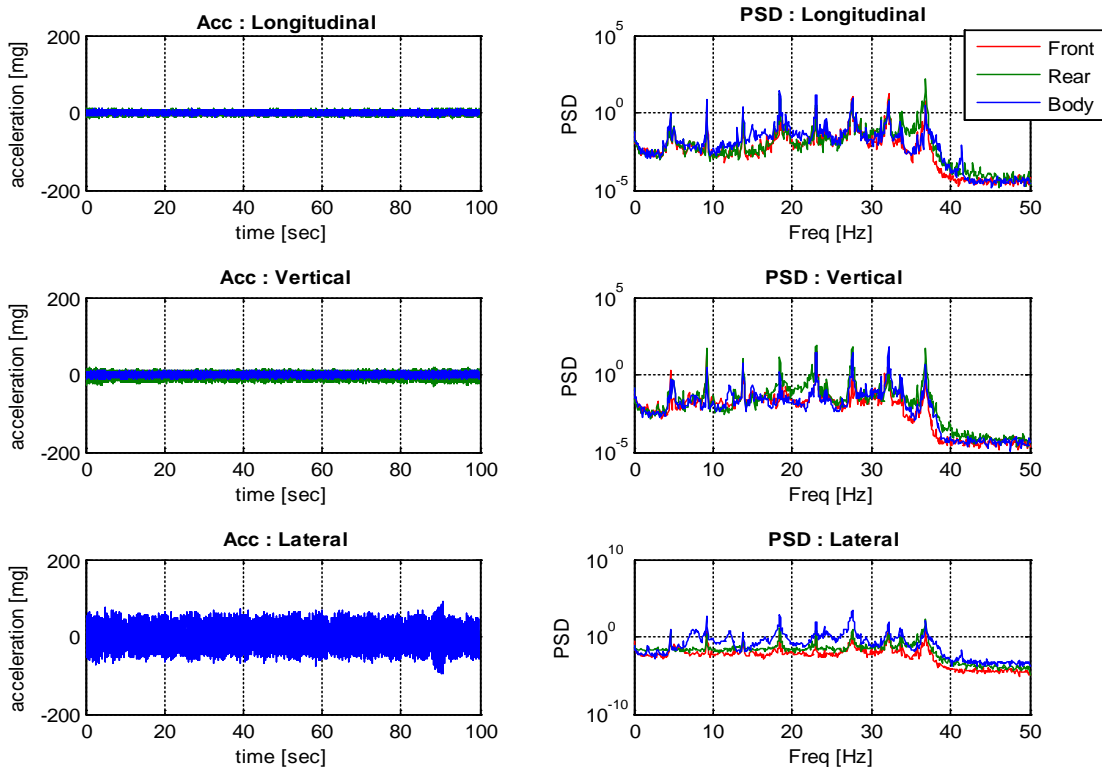 Acc : Longitudinal
200
0
-200
acceleration [mg]
0 20 40 60 80 100
time [sec]
PSD : Longitudinal
10^5
10^0
10^-5
PSD
0 10 20 30 40 50
Freq [Hz]
Front
Rear
Body
Acc : Vertical
200
0
-200
acceleration [mg]
0 20 40 60 80 100
time [sec]
PSD : Vertical
10^5
10^0
10^-5
PSD
0 10 20 30 40 50
Freq [Hz]
Acc : Lateral
200
0
-200
acceleration [mg]
0 20 40 60 80 100
time [sec]
PSD : Lateral
10^10
10^0
10^-10
PSD
0 10 20 30 40 50
Freq [Hz]